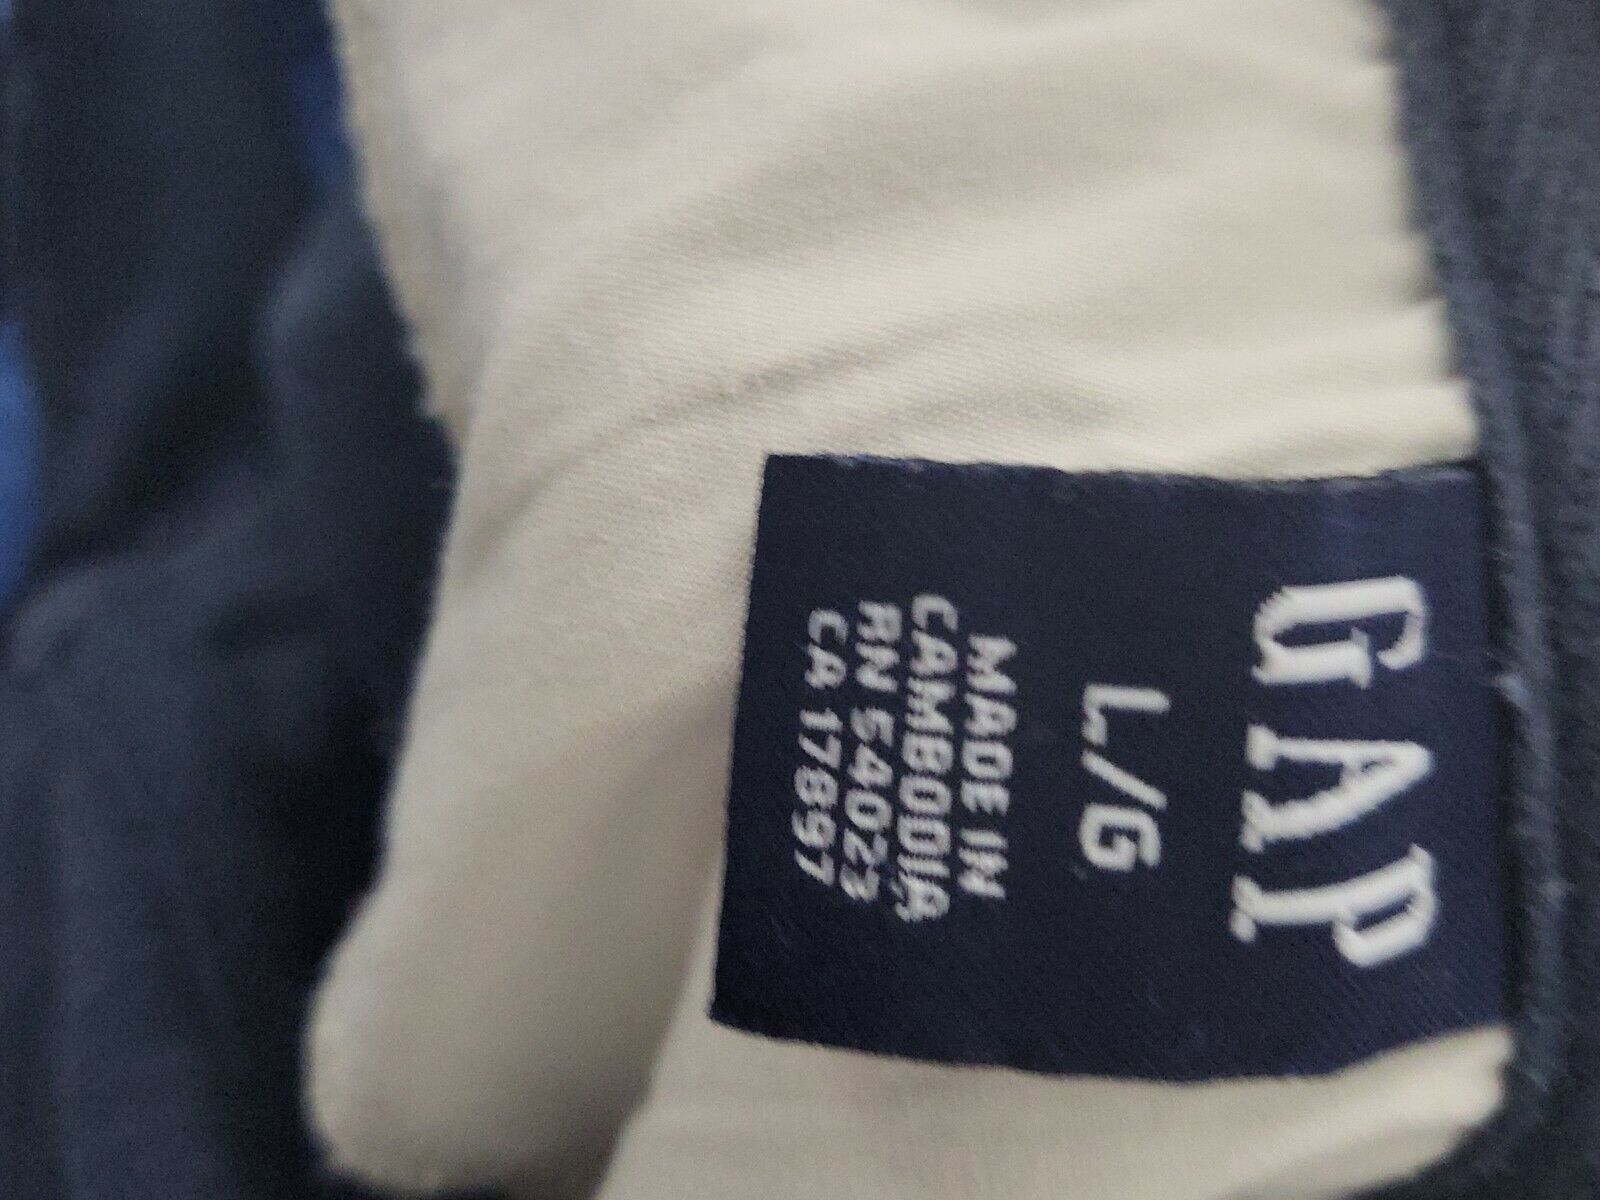 GAP
L/G
MADE IN
CAMBODIA
RN 54023
CA 17897